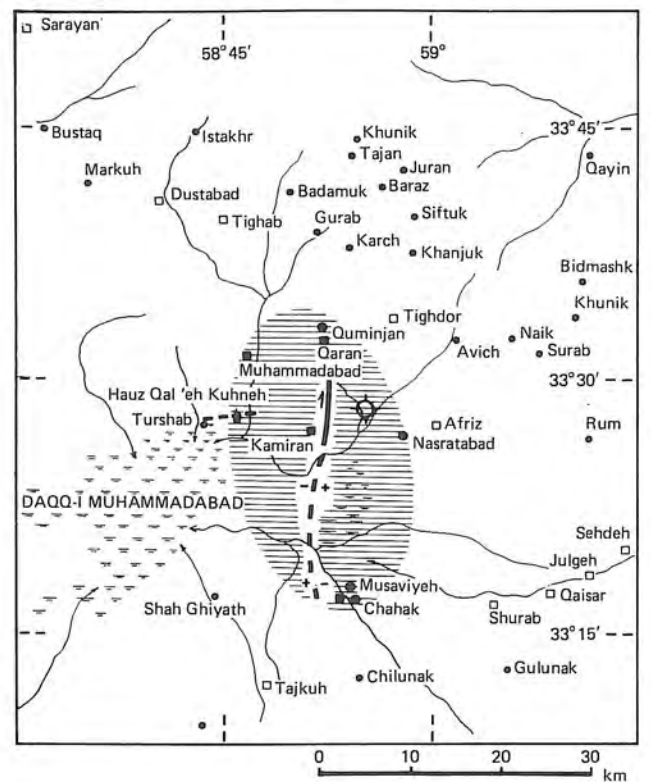 Sarayan
58°45′
59°
Bustaq
Istakhr
Khunik
33°45′
Tajan
Juran
Qayin
Markuh
Badamuk
Baraz
Dustabad
Tighab
Gurab
Siftuk
Karch
Khanjuk
Bidmashk
Khunik
Tighdor
Quminjan
Naik
Qaran
Avich
Surab
Muhammadabad
33°30′
Hauz Qal'eh Kuhneh
Turshab
Afriz
Rum
Kamiran
Nasratabad
- +
DAQQ-I MUHAMMADABAD
Sehdeh
Julgeh
+ -
Musaviyeh
Qaisar
Shah Ghiyath
Chahak
Shurab
33°15′
Gulunak
Chilunak
Tajkuh
0 10 20 30
km